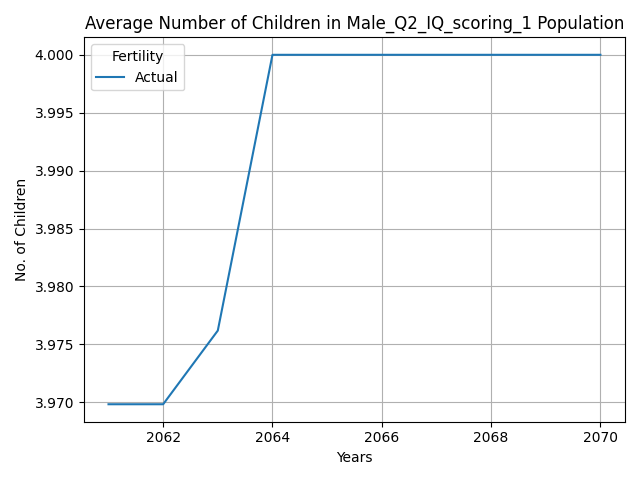 Average Number of Children in Male_Q2_IQ_scoring_1 Population
Fertility
Actual
4.000
3.995
3.990
3.985
3.980
3.975
3.970
No. of Children
2062 2064 2066 2068 2070
Years